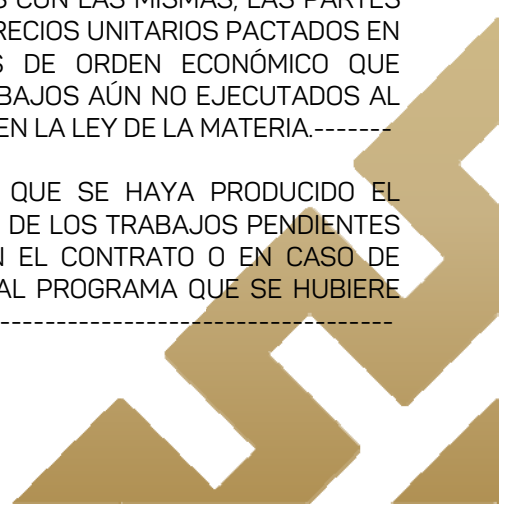 S CON LAS MISMAS, LAS PARTES
RECIOS UNITARIOS PACTADOS EN
S DE ORDEN ECONÓMICO QUE
BAJOS AÚN NO EJECUTADOS AL
EN LA LEY DE LA MATERIA.-------
QUE SE HAYA PRODUCIDO EL
DE LOS TRABAJOS PENDIENTES
N EL CONTRATO O EN CASO DE
AL PROGRAMA QUE SE HUBIERE
--------------------------------------------------